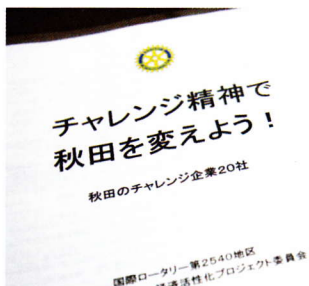 チャレンジ精神で
秋田を変えよう！
秋田のチャレンジ企業20社
国際ロータリー第2540地区
経済活性化プロジェクト委員会